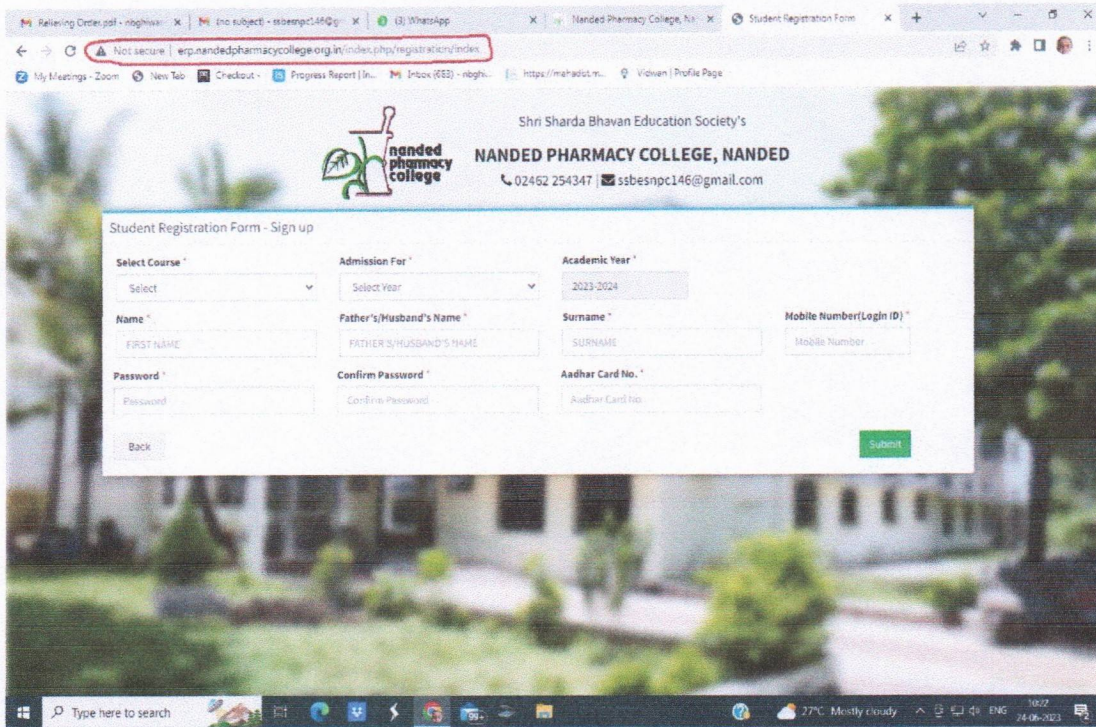 Relieving Order.pdf - nbghiwar
(no subject) - ssbesnpc146@g
(3) WhatsApp
Nanded Pharmacy College, Na
Student Registration Form
Not secure | erp.nandedpharmacycollege.org.in/index.php/registration/index
My Meetings - Zoom
New Tab
Checkout -
Progress Report | In...
Inbox (683) - nbghi...
https://mahadbt.m...
Vidwan | Profile Page
Shri Sharda Bhavan Education Society's
nanded
pharmacy
college
NANDED PHARMACY COLLEGE, NANDED
02462 254347 | ssbesnpc146@gmail.com
Student Registration Form - Sign up
Select Course * Admission For * Academic Year *
Select Select Year 2023-2024
Name * Father's/Husband's Name * Surname * Mobile Number(Login ID) *
FIRST NAME FATHER'S/HUSBAND'S NAME SURNAME Mobile Number
Password * Confirm Password * Aadhar Card No. *
Password Confirm Password Aadhar Card No
Back Submit
Type here to search
99+
27°C Mostly cloudy
ENG
10:22
24-06-2023